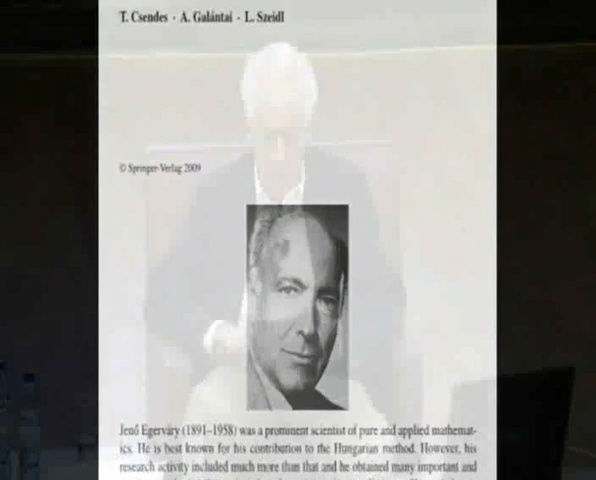 T. Csendes · A. Galántai · L. Szeidl
© Springer-Verlag 2009
Jenő Egerváry (1891–1958) was a prominent scientist of pure and applied mathemat-
ics. He is best known for his contribution to the Hungarian method. However, his
research activity included much more than that and he obtained many important and